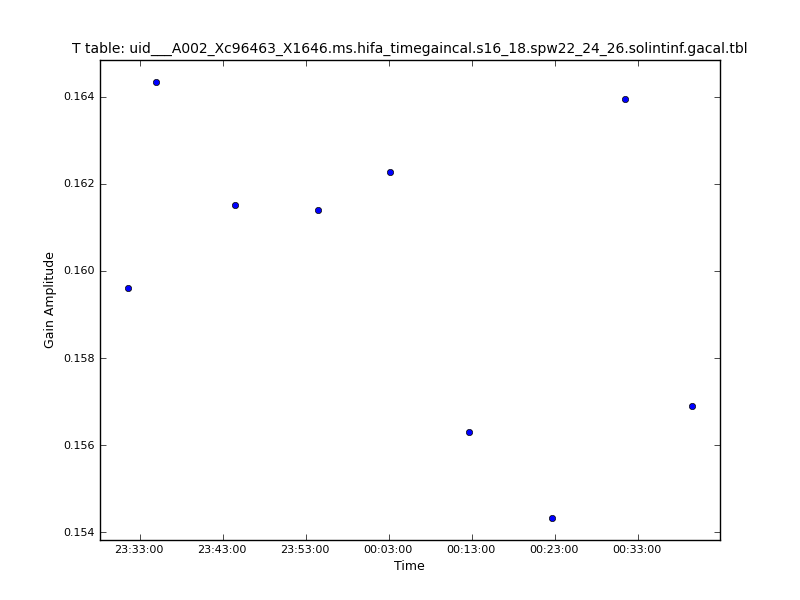 T table: uid___A002_Xc96463_X1646.ms.hifa_timegaincal.s16_18.spw22_24_26.solintinf.gacal.tbl
0.164
0.162
0.160
0.158
0.156
0.154
Gain Amplitude
23:33:00 23:43:00 23:53:00 00:03:00 00:13:00 00:23:00 00:33:00
Time